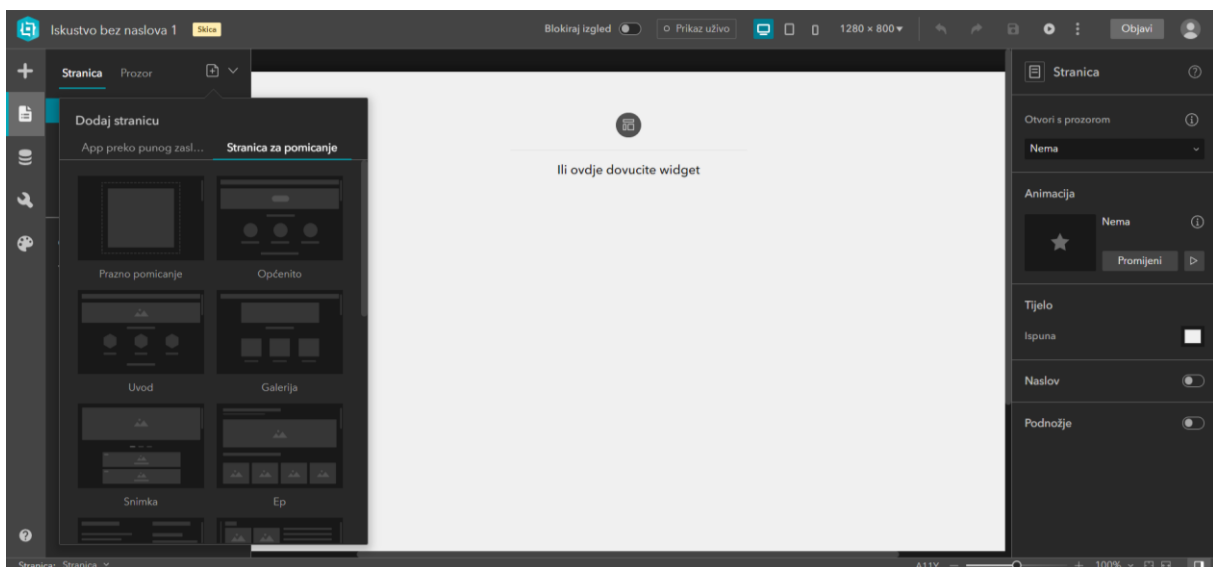 Iskustvo bez naslova 1 Skica Blokiraj izgled Prikaz uživo 1280 × 800 Objavi
Stranica Prozor
Dodaj stranicu
App preko punog zasl... Stranica za pomicanje
Prazno pomicanje Općenito
Uvod Galerija
Snimka Ep
Ili ovdje dovucite widget
Stranica
Otvori s prozorom
Nema
Animacija
Nema
Promijeni
Tijelo
Ispuna
Naslov
Podnožje
Stranica: Stranica A11Y 100%